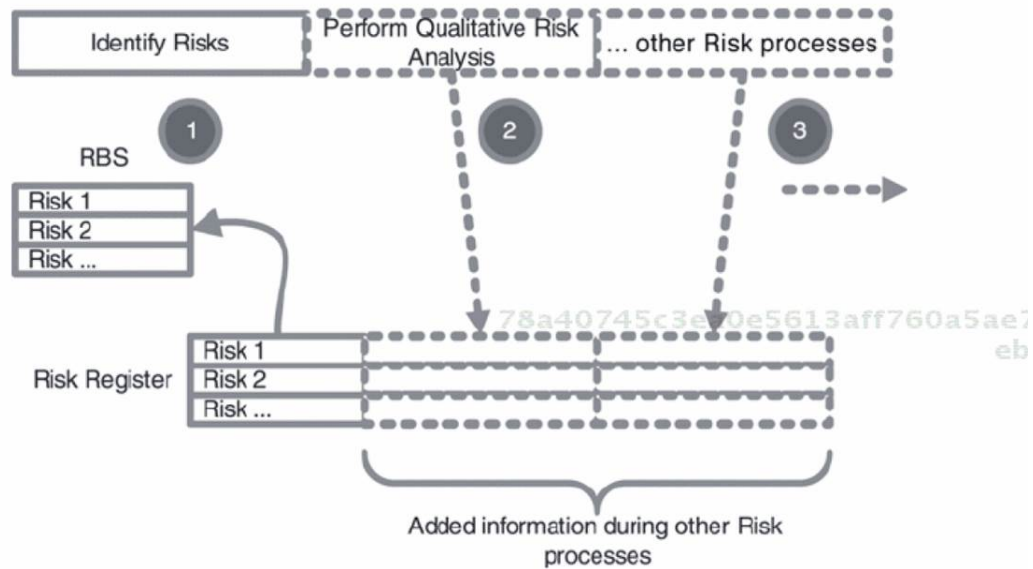 Identify Risks
Perform Qualitative Risk
Analysis
... other Risk processes
1
2
3
RBS
Risk 1
Risk 2
Risk ...
Risk Register
Risk 1
Risk 2
Risk ...
Added information during other Risk
processes